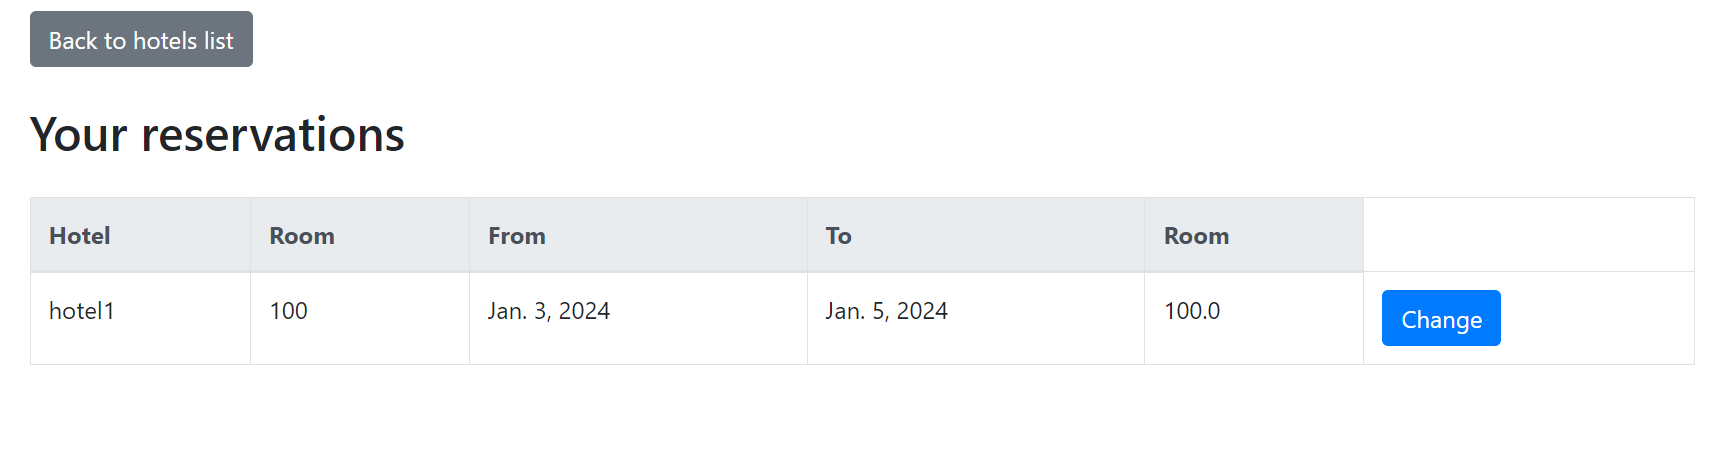 Back to hotels list
Your reservations
Hotel Room From To Room
hotel1 100 Jan. 3, 2024 Jan. 5, 2024 100.0 Change